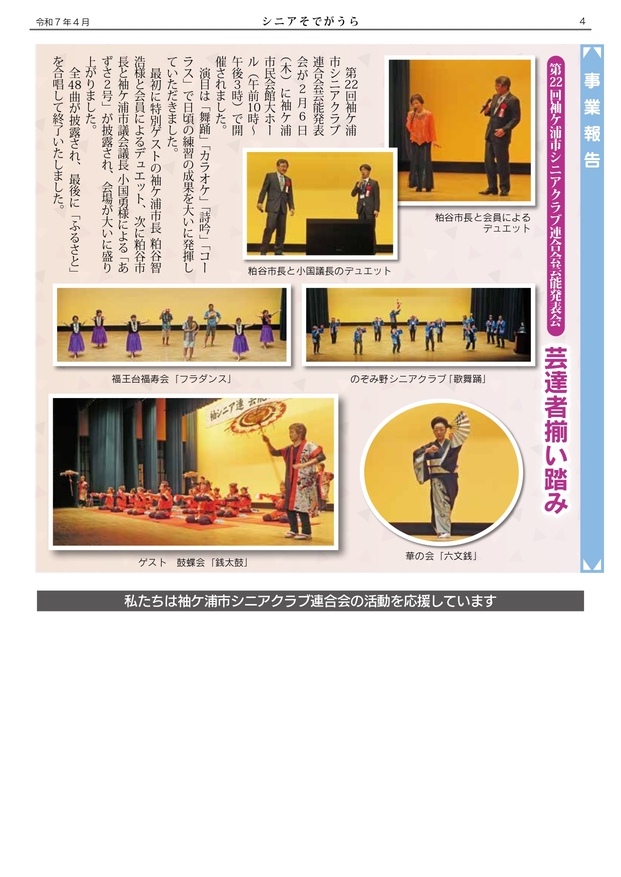 令和7年4月
シニアそでがうら
4
事業報告
第22回袖ケ浦市シニアクラブ連合会芸能発表会
芸達者揃い踏み
第22回袖ケ浦
市シニアクラブ
連合会芸能発表
会が2月6日
(木)に袖ケ浦
市民会館大ホー
ル(午前10時~
午後3時)で開
催されました。
演目は「舞踊」「カラオケ」「詩吟」「コー
ラス」で日頃の練習の成果を大いに発揮し
ていただきました。
最初に特別ゲストの袖ケ浦市長 粕谷智
浩様と会員によるデュエット、次に粕谷市
長と袖ケ浦市議会議長 小国勇様による「あ
ずさ2号」が披露され、会場が大いに盛り
上がりました。
全48曲が披露され、最後に「ふるさと」
を合唱して終了いたしました。
粕谷市長と会員による
デュエット
粕谷市長と小国議長のデュエット
福王台福寿会「フラダンス」
のぞみ野シニアクラブ「歌舞踊」
ゲスト 鼓蝶会「銭太鼓」
華の会「六文銭」
私たちは袖ケ浦市シニアクラブ連合会の活動を応援しています